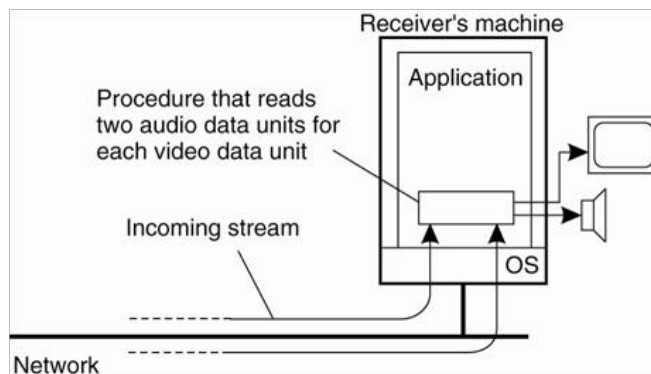 Receiver's machine
Application
Procedure that reads
two audio data units for
each video data unit
Incoming stream
OS
Network